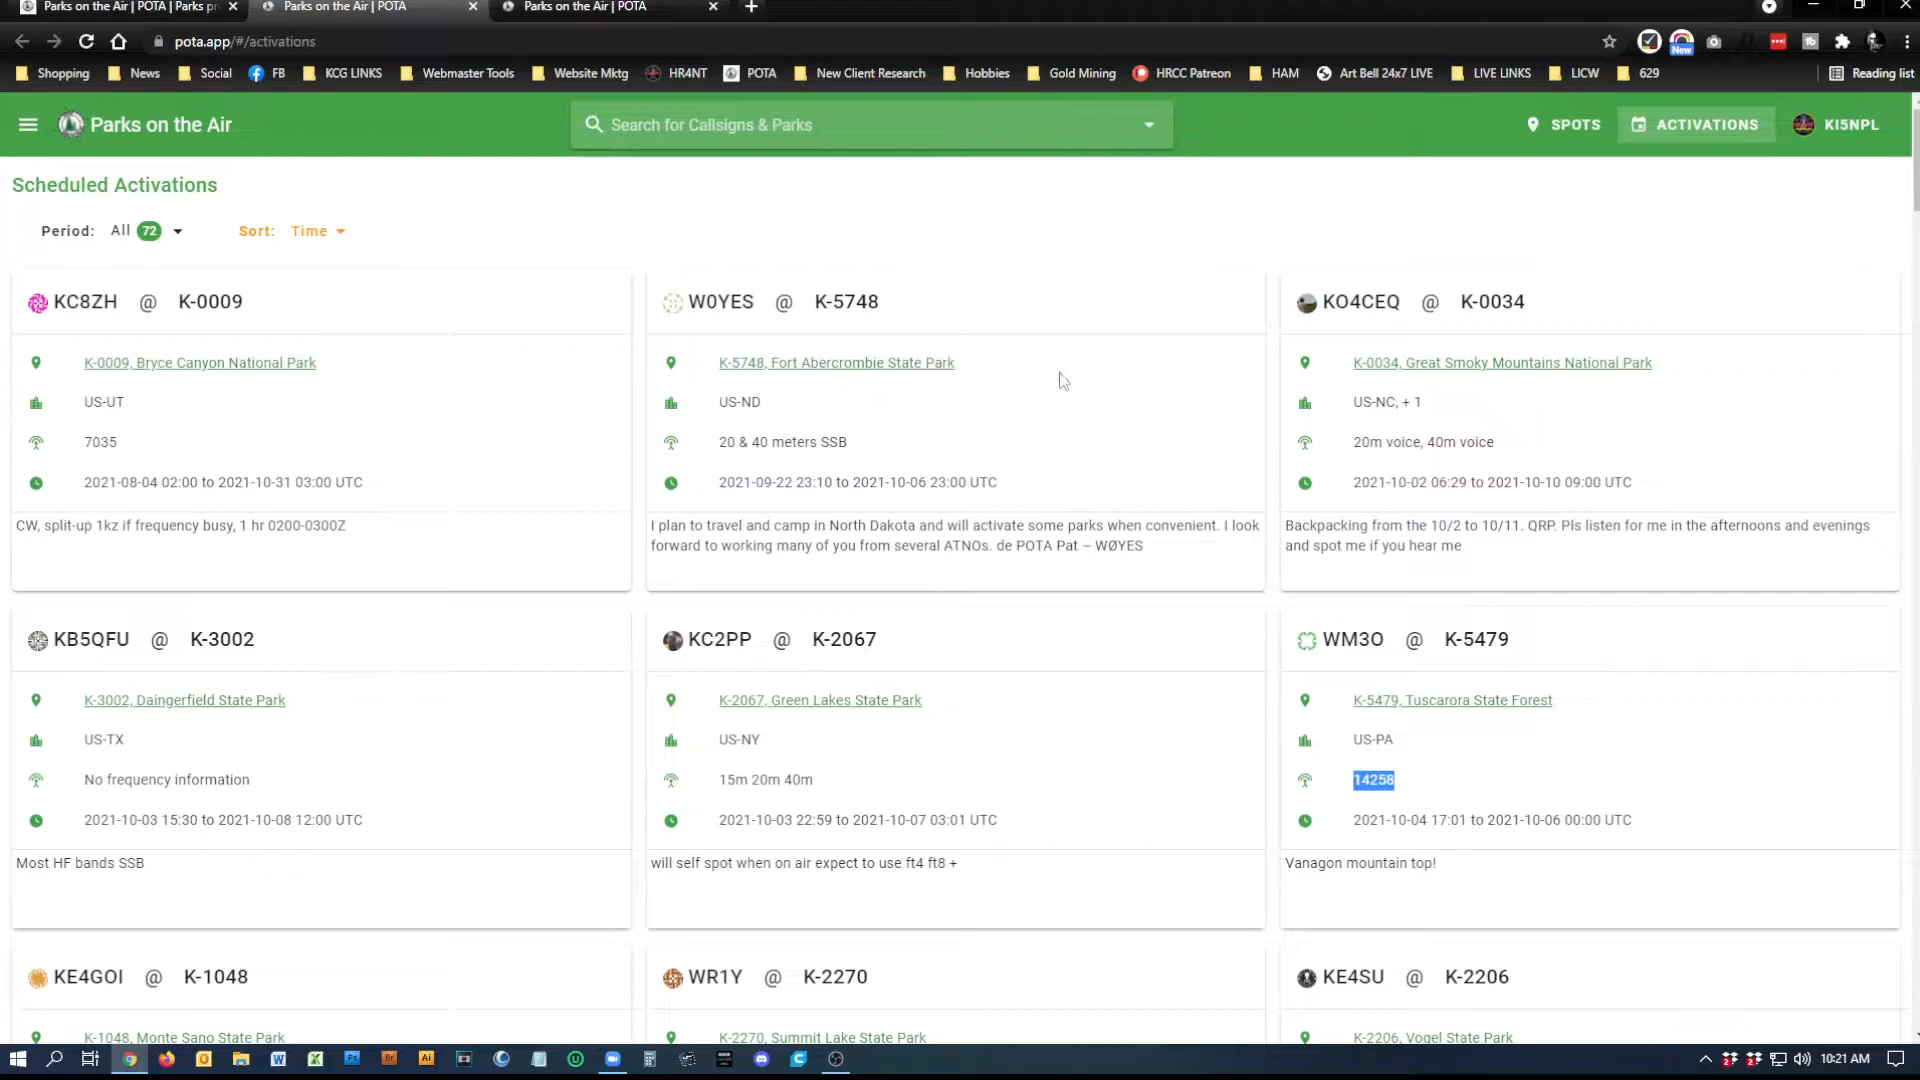 Parks on the Air | POTA | Parks pr
Parks on the Air | POTA
Parks on the Air | POTA
pota.app/#/activations
New
Shopping
News
Social
FB
KCG LINKS
Webmaster Tools
Website Mktg
HR4NT
POTA
New Client Research
Hobbies
Gold Mining
HRCC Patreon
HAM
Art Bell 24x7 LIVE
LIVE LINKS
LICW
629
Reading list
Parks on the Air
Search for Callsigns & Parks
SPOTS
ACTIVATIONS
KI5NPL
Scheduled Activations
Period: All 72
Sort: Time
KC8ZH @ K-0009
K-0009, Bryce Canyon National Park
US-UT
7035
2021-08-04 02:00 to 2021-10-31 03:00 UTC
CW, split-up 1kz if frequency busy, 1 hr 0200-0300Z
W0YES @ K-5748
K-5748, Fort Abercrombie State Park
US-ND
20 & 40 meters SSB
2021-09-22 23:10 to 2021-10-06 23:00 UTC
I plan to travel and camp in North Dakota and will activate some parks when convenient. I look
forward to working many of you from several ATNOs. de POTA Pat – WØYES
KO4CEQ @ K-0034
K-0034, Great Smoky Mountains National Park
US-NC, + 1
20m voice, 40m voice
2021-10-02 06:29 to 2021-10-10 09:00 UTC
Backpacking from the 10/2 to 10/11. QRP. Pls listen for me in the afternoons and evenings
and spot me if you hear me
KB5QFU @ K-3002
K-3002, Daingerfield State Park
US-TX
No frequency information
2021-10-03 15:30 to 2021-10-08 12:00 UTC
Most HF bands SSB
KC2PP @ K-2067
K-2067, Green Lakes State Park
US-NY
15m 20m 40m
2021-10-03 22:59 to 2021-10-07 03:01 UTC
will self spot when on air expect to use ft4 ft8 +
WM3O @ K-5479
K-5479, Tuscarora State Forest
US-PA
14258
2021-10-04 17:01 to 2021-10-06 00:00 UTC
Vanagon mountain top!
KE4GOI @ K-1048
K-1048, Monte Sano State Park
WR1Y @ K-2270
K-2270, Summit Lake State Park
KE4SU @ K-2206
K-2206, Vogel State Park
10:21 AM